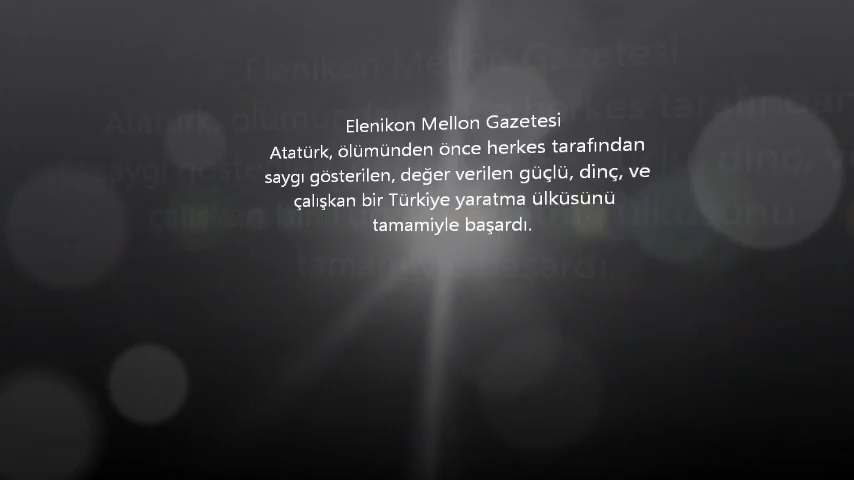 Elenikon Mellon Gazetesi
Atatürk, ölümünden önce herkes tarafından
saygı gösterilen, değer verilen güçlü, dinç, ve
çalışkan bir Türkiye yaratma ülküsünü
tamamiyle başardı.